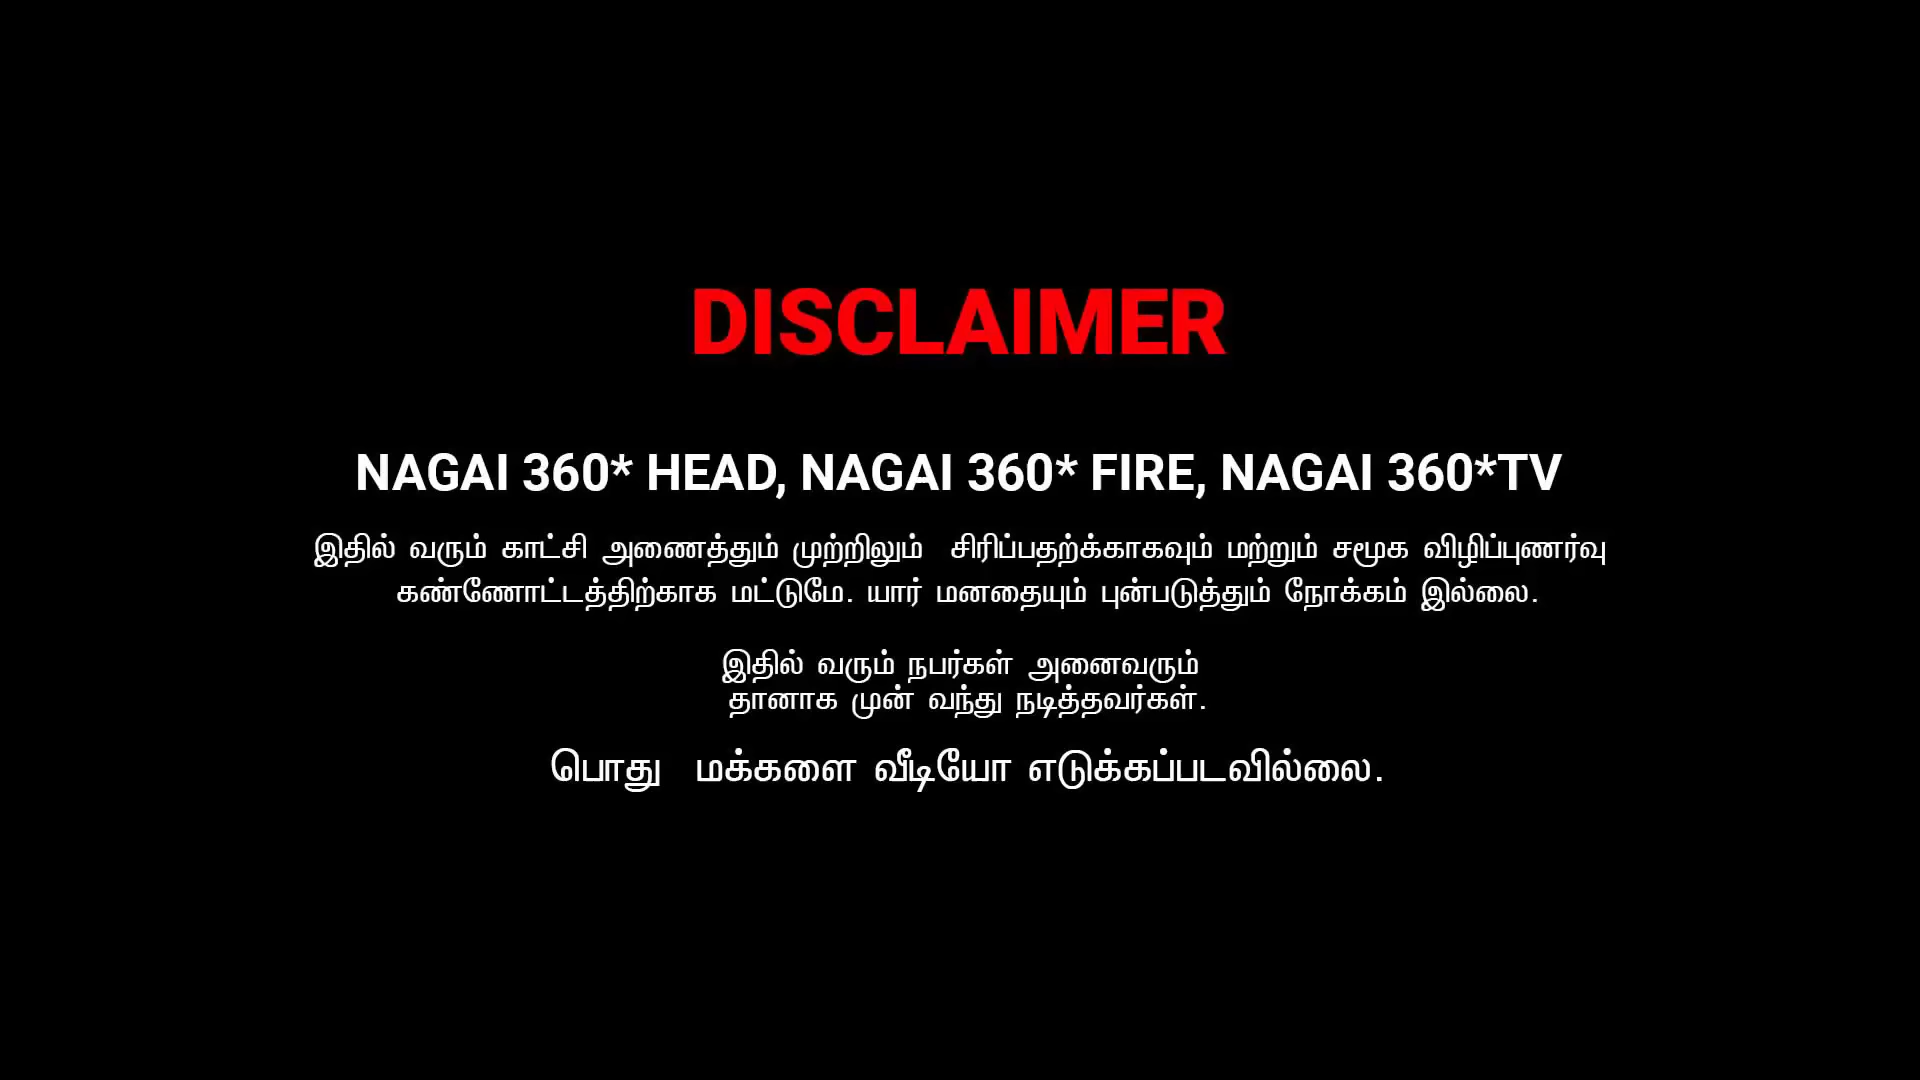 DISCLAIMER
NAGAI 360* HEAD, NAGAI 360* FIRE, NAGAI 360*TV
இதில் வரும் காட்சி அணைத்தும் முற்றிலும் சிரிப்பதற்க்காகவும் மற்றும் சமூக விழிப்புணர்வு
கண்ணோட்டத்திற்காக மட்டுமே. யார் மனதையும் புன்படுத்தும் நோக்கம் இல்லை.
இதில் வரும் நபர்கள் அனைவரும்
தானாக முன் வந்து நடித்தவர்கள்.
பொது மக்களை வீடியோ எடுக்கப்படவில்லை.